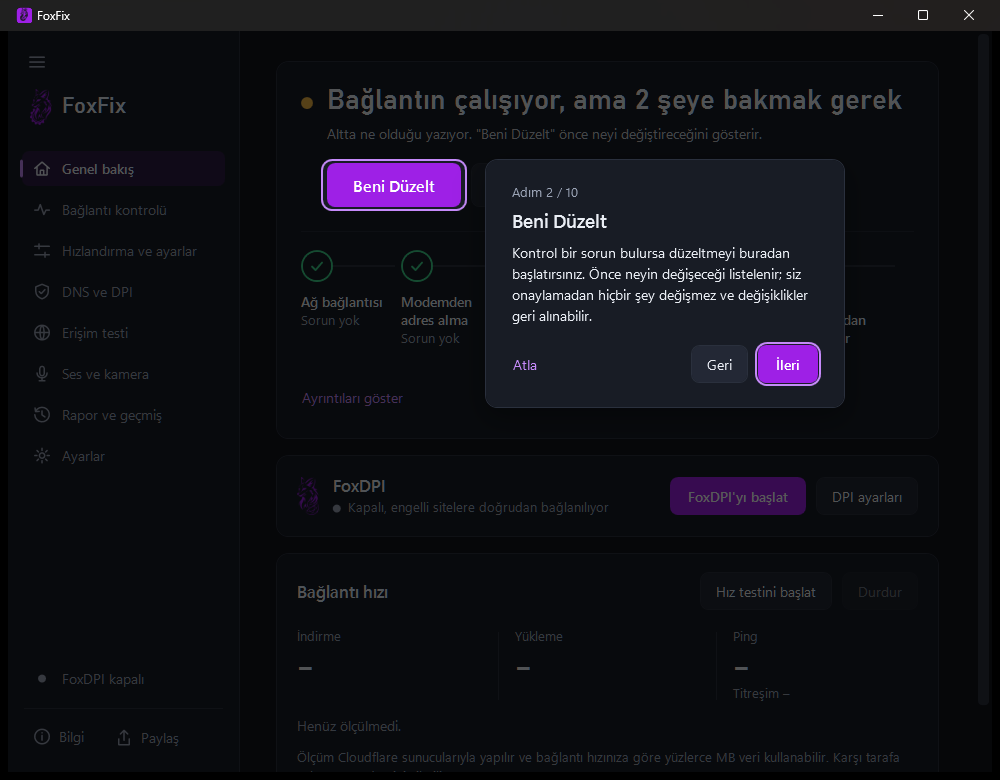 FoxFix
FoxFix
Genel bakış
Bağlantı kontrolü
Hızlandırma ve ayarlar
DNS ve DPI
Erişim testi
Ses ve kamera
Rapor ve geçmiş
Ayarlar
FoxDPI kapalı
Bilgi
Paylaş
Bağlantın çalışıyor, ama 2 şeye bakmak gerek
Altta ne olduğu yazıyor. "Beni Düzelt" önce neyi değiştireceğini gösterir.
Beni Düzelt
Adım 2 / 10
Beni Düzelt
Kontrol bir sorun bulursa düzeltmeyi buradan
başlatırsınız. Önce neyin değişeceği listelenir; siz
onaylamadan hiçbir şey değişmez ve değişiklikler
geri alınabilir.
Atla
Geri
İleri
Ağ bağlantısı
Sorun yok
Modemden
adres alma
Sorun yok
Ayrıntıları göster
FoxDPI
Kapalı, engelli sitelere doğrudan bağlanılıyor
FoxDPI'yı başlat
DPI ayarları
Bağlantı hızı
Hız testini başlat
Durdur
İndirme
–
Yükleme
–
Ping
–
Titreşim –
Henüz ölçülmedi.
Ölçüm Cloudflare sunucularıyla yapılır ve bağlantı hızınıza göre yüzlerce MB veri kullanabilir. Karşı tarafa